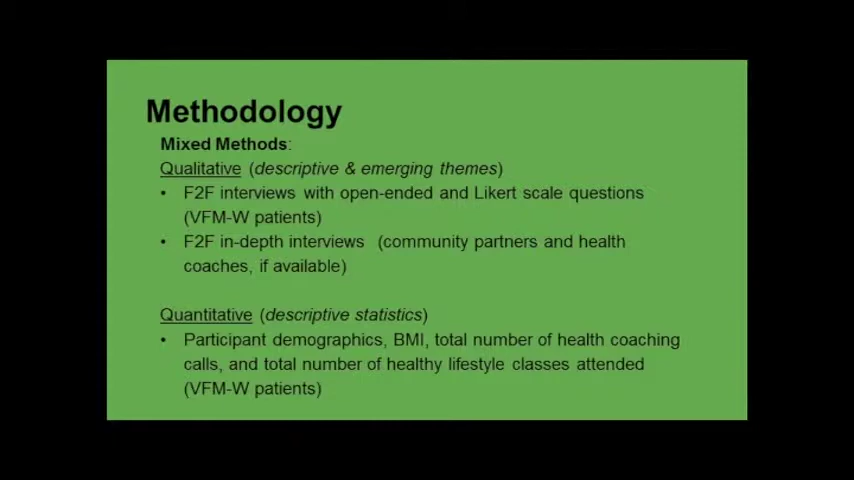 Methodology
Mixed Methods:
Qualitative (descriptive & emerging themes)
• F2F interviews with open-ended and Likert scale questions
(VFM-W patients)
• F2F in-depth interviews (community partners and health
coaches, if available)
Quantitative (descriptive statistics)
• Participant demographics, BMI, total number of health coaching
calls, and total number of healthy lifestyle classes attended
(VFM-W patients)